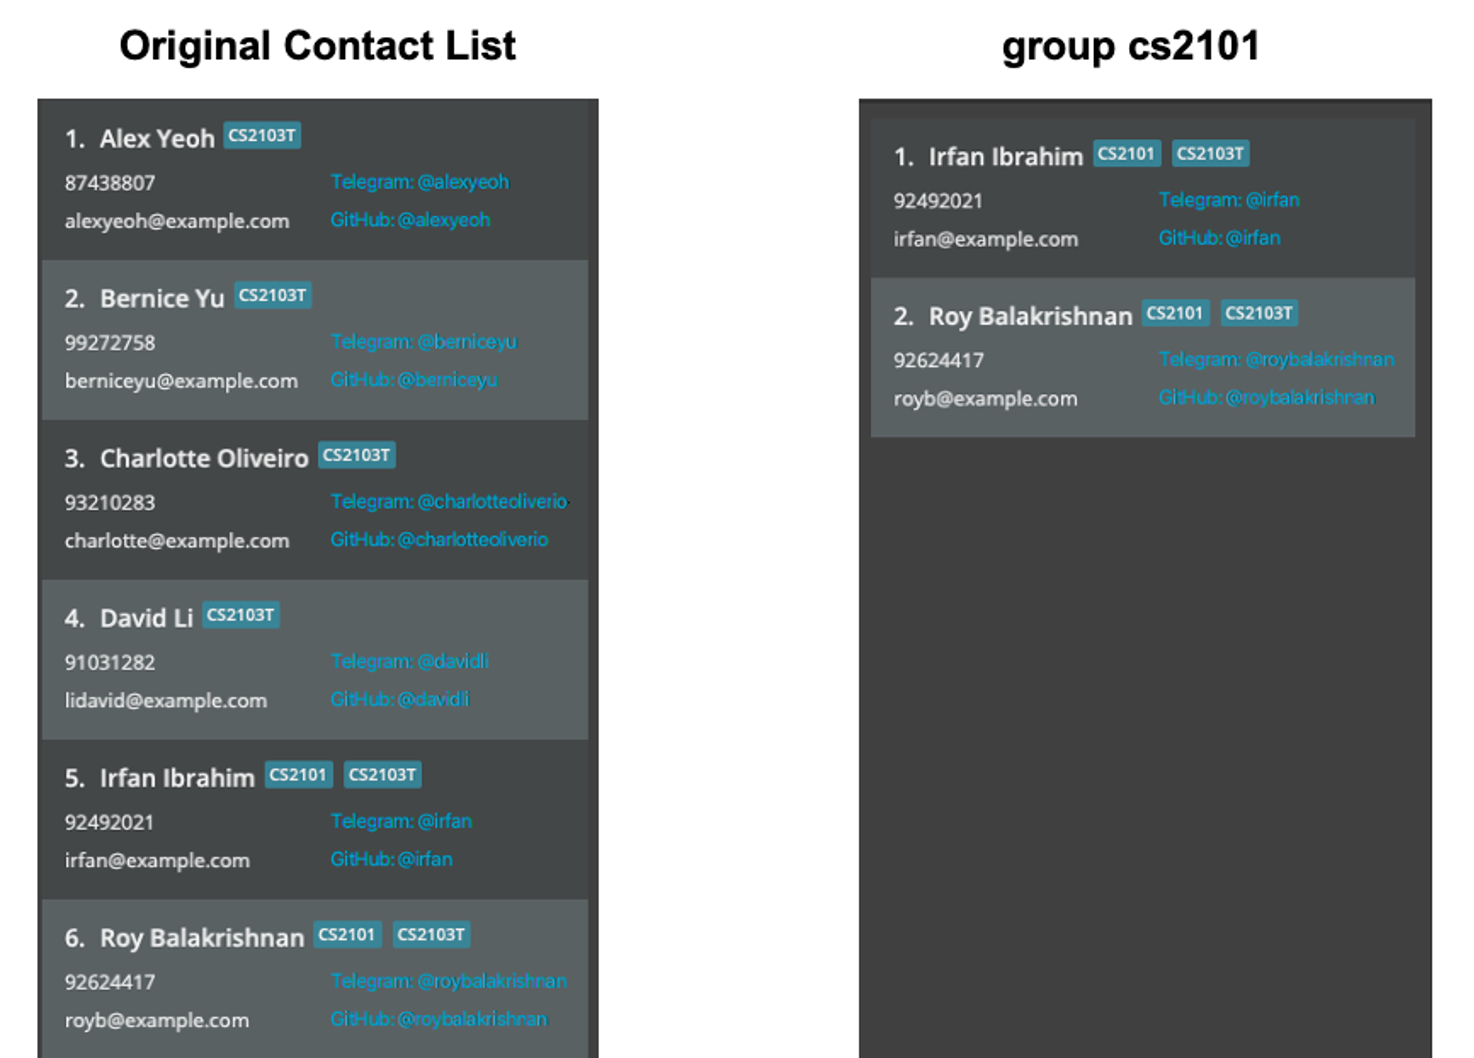 Original Contact List
1. Alex Yeoh CS2103T
87438807 Telegram: @alexyeoh
alexyeoh@example.com GitHub: @alexyeoh
2. Bernice Yu CS2103T
99272758 Telegram: @berniceyu
berniceyu@example.com GitHub: @berniceyu
3. Charlotte Oliveiro CS2103T
93210283 Telegram: @charlotteoliverio
charlotte@example.com GitHub: @charlotteoliverio
4. David Li CS2103T
91031282 Telegram: @davidli
lidavid@example.com GitHub: @davidli
5. Irfan Ibrahim CS2101 CS2103T
92492021 Telegram: @irfan
irfan@example.com GitHub: @irfan
6. Roy Balakrishnan CS2101 CS2103T
92624417 Telegram: @roybalakrishnan
royb@example.com GitHub: @roybalakrishnan
group cs2101
1. Irfan Ibrahim CS2101 CS2103T
92492021 Telegram: @irfan
irfan@example.com GitHub: @irfan
2. Roy Balakrishnan CS2101 CS2103T
92624417 Telegram: @roybalakrishnan
royb@example.com GitHub: @roybalakrishnan